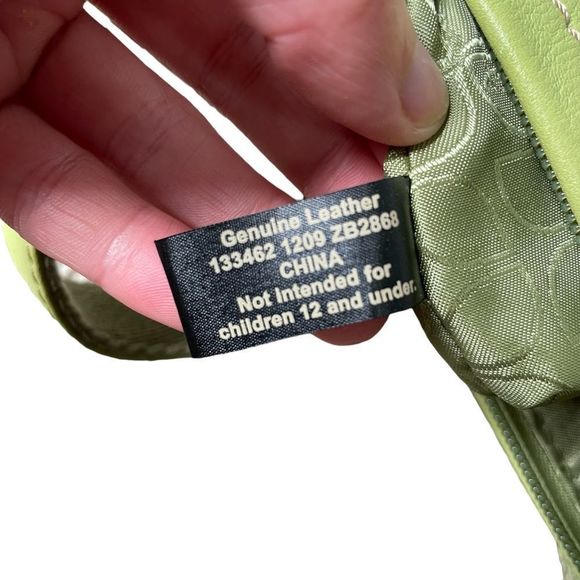 Genuine Leather
133462 1209 ZB2868
CHINA
Not intended for
children 12 and under.